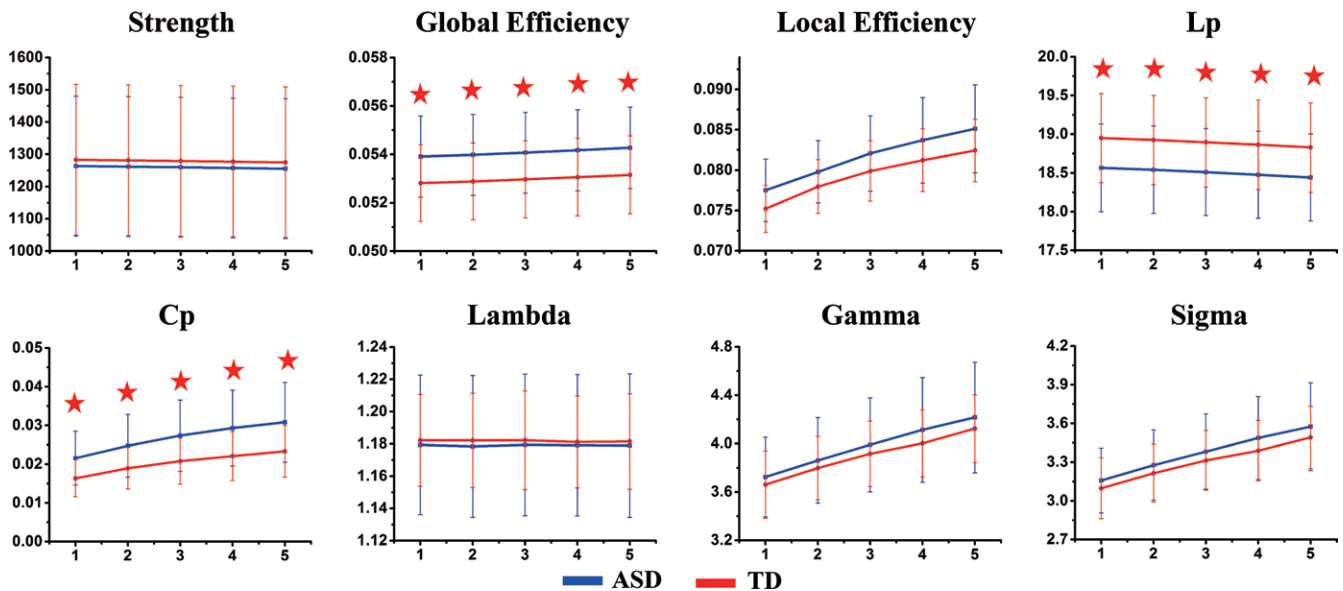 Strength
1600
1500
1400
1300
1200
1100
1000
1 2 3 4 5
Global Efficiency
0.058
0.056
0.054
0.052
0.050
1 2 3 4 5
Local Efficiency
0.090
0.085
0.080
0.075
0.070
1 2 3 4 5
Lp
20.0
19.5
19.0
18.5
18.0
17.5
1 2 3 4 5
Cp
0.05
0.04
0.03
0.02
0.01
0.00
1 2 3 4 5
Lambda
1.24
1.22
1.20
1.18
1.16
1.14
1.12
1 2 3 4 5
Gamma
4.8
4.4
4.0
3.6
3.2
1 2 3 4 5
Sigma
4.2
3.9
3.6
3.3
3.0
2.7
1 2 3 4 5
ASD TD